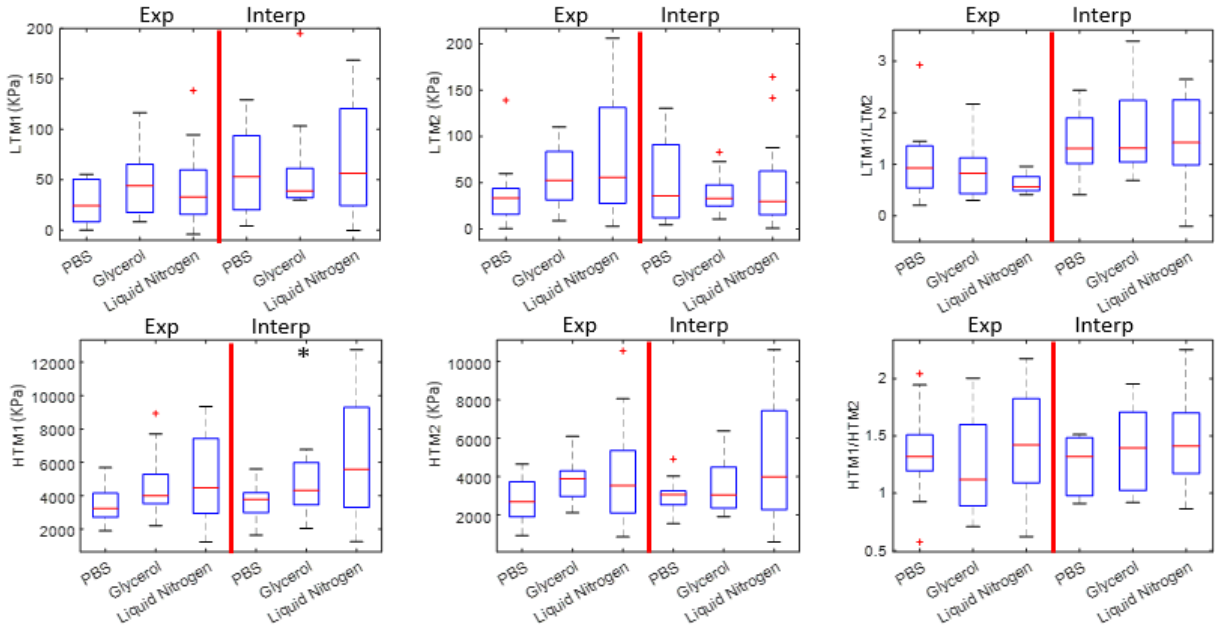 Exp Interp
LTM1 (KPa)
200
150
100
50
0
PBS Glycerol Liquid Nitrogen PBS Glycerol Liquid Nitrogen
Exp Interp
LTM2 (KPa)
200
150
100
50
0
PBS Glycerol Liquid Nitrogen PBS Glycerol Liquid Nitrogen
Exp Interp
LTM1/LTM2
3
2
1
0
PBS Glycerol Liquid Nitrogen PBS Glycerol Liquid Nitrogen
Exp Interp
HTM1 (KPa)
12000
10000
8000
6000
4000
2000
*
PBS Glycerol Liquid Nitrogen PBS Glycerol Liquid Nitrogen
Exp Interp
HTM2 (KPa)
10000
8000
6000
4000
2000
PBS Glycerol Liquid Nitrogen PBS Glycerol Liquid Nitrogen
Exp Interp
HTM1/HTM2
2
1.5
1
0.5
PBS Glycerol Liquid Nitrogen PBS Glycerol Liquid Nitrogen